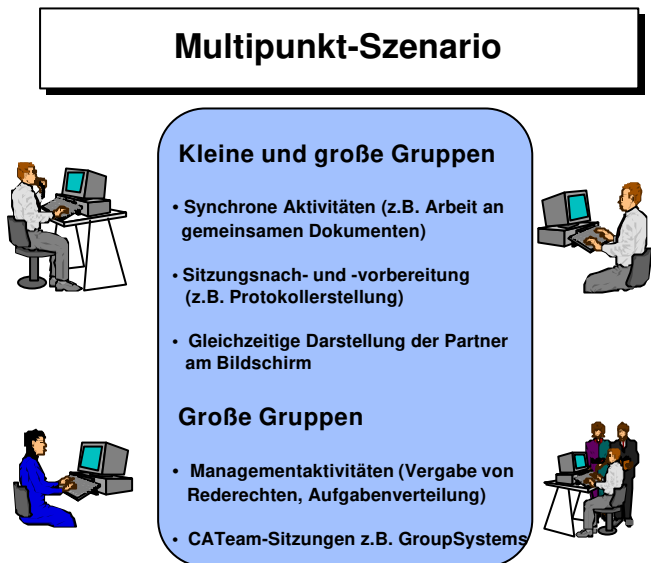 Multipunkt-Szenario
Kleine und große Gruppen
• Synchrone Aktivitäten (z.B. Arbeit an
gemeinsamen Dokumenten)
• Sitzungsnach- und -vorbereitung
(z.B. Protokollerstellung)
• Gleichzeitige Darstellung der Partner
am Bildschirm
Große Gruppen
• Managementaktivitäten (Vergabe von
Rederechten, Aufgabenverteilung)
• CATeam-Sitzungen z.B. GroupSystems